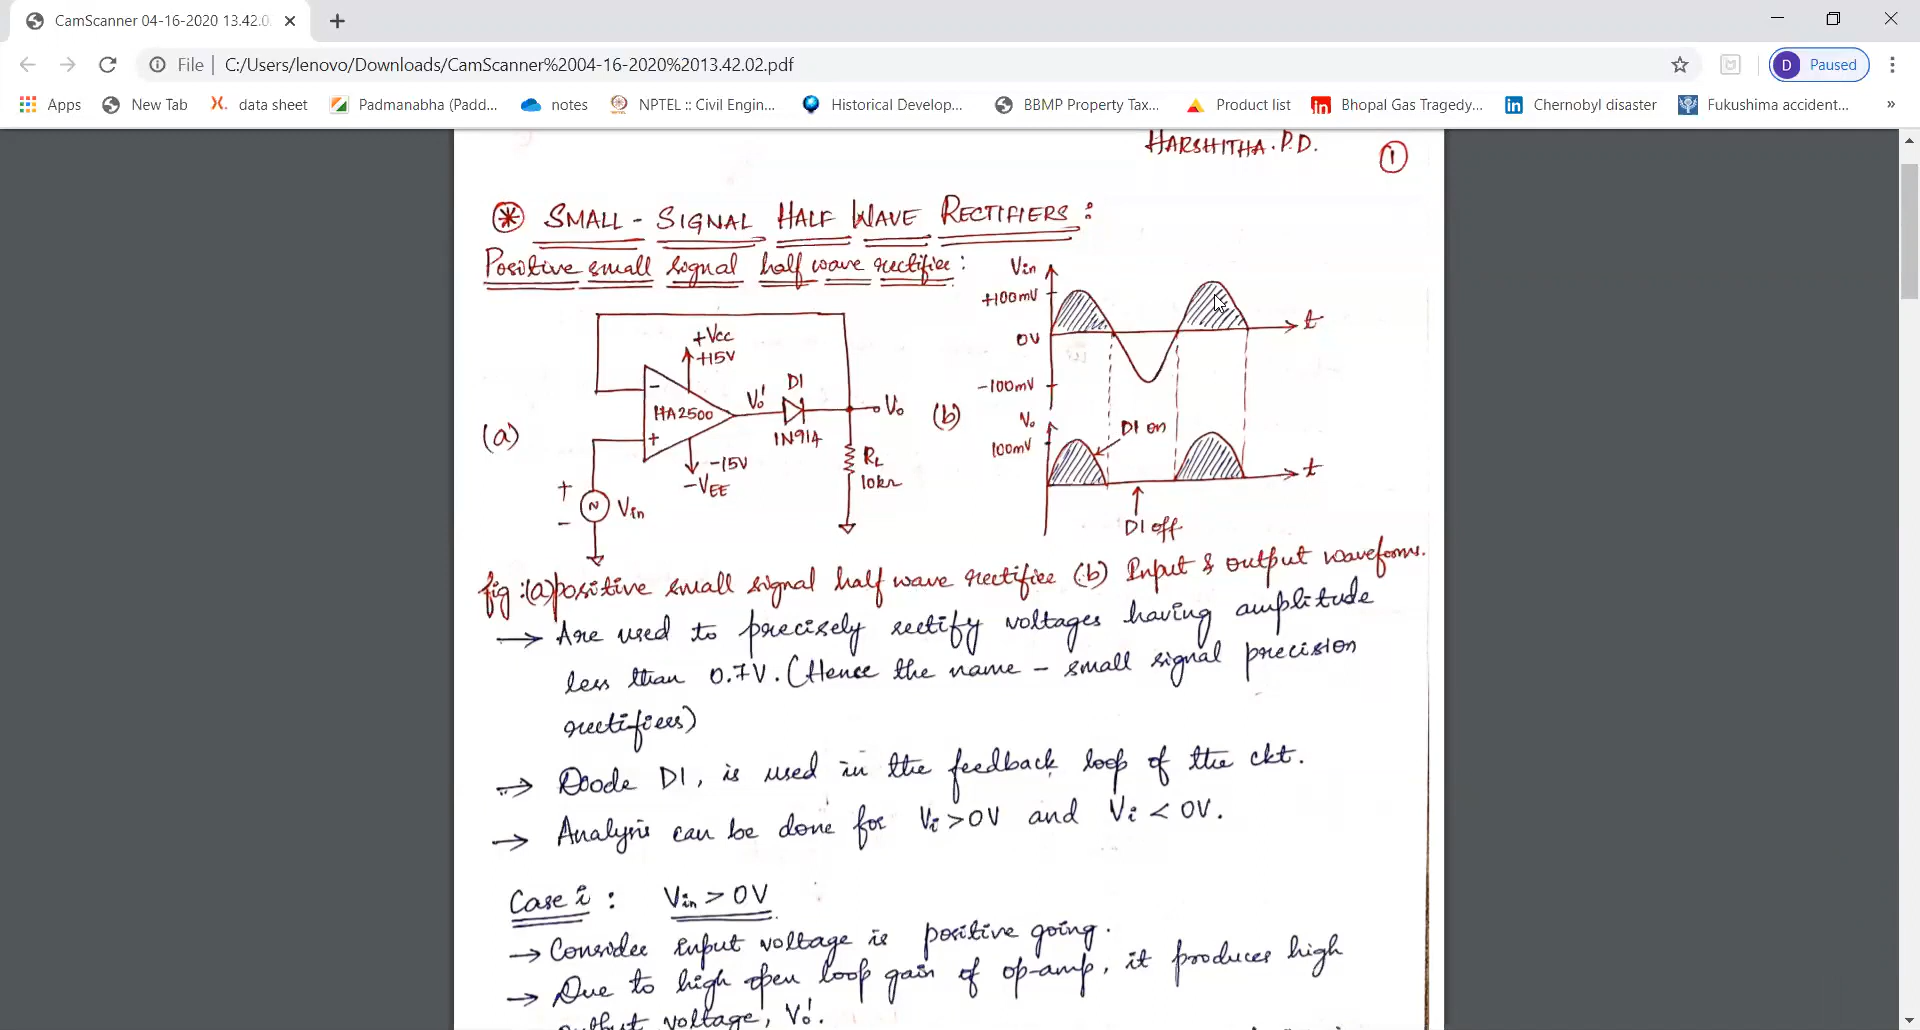 CamScanner 04-16-2020 13.42.0
File | C:/Users/lenovo/Downloads/CamScanner%2004-16-2020%2013.42.02.pdf
D Paused
Apps New Tab data sheet Padmanabha (Padd... notes NPTEL :: Civil Engin... Historical Develop... BBMP Property Tax... Product list Bhopal Gas Tragedy... Chernobyl disaster Fukushima accident... »
HARSHITHA.P.D. 1
SMALL-SIGNAL HALF WAVE RECTIFIERS:
Positive small signal half wave rectifier:
Vin
+100mV
0V
-100mV
t
+Vcc
+15V
-
HA2500
+
Vo'
D1
1N914
Vo
RL
10kΩ
-15V
-VEE
+
-
N
Vin
(a)
(b)
Vo
100mV
D1 on
t
D1 off
fig:(a)positive small signal half wave rectifier (b) Input & output waveforms.
→ Are used to precisely rectify voltages having amplitude
less than 0.7V. (Hence the name - small signal precision
rectifiers)
→ Diode D1, is used in the feedback loop of the ckt.
→ Analysis can be done for Vi>0V and Vi<0V.
Case i : Vin > 0V
→ Consider input voltage is positive going.
→ Due to high open loop gain of op-amp, it produces high
output voltage, Vo'.